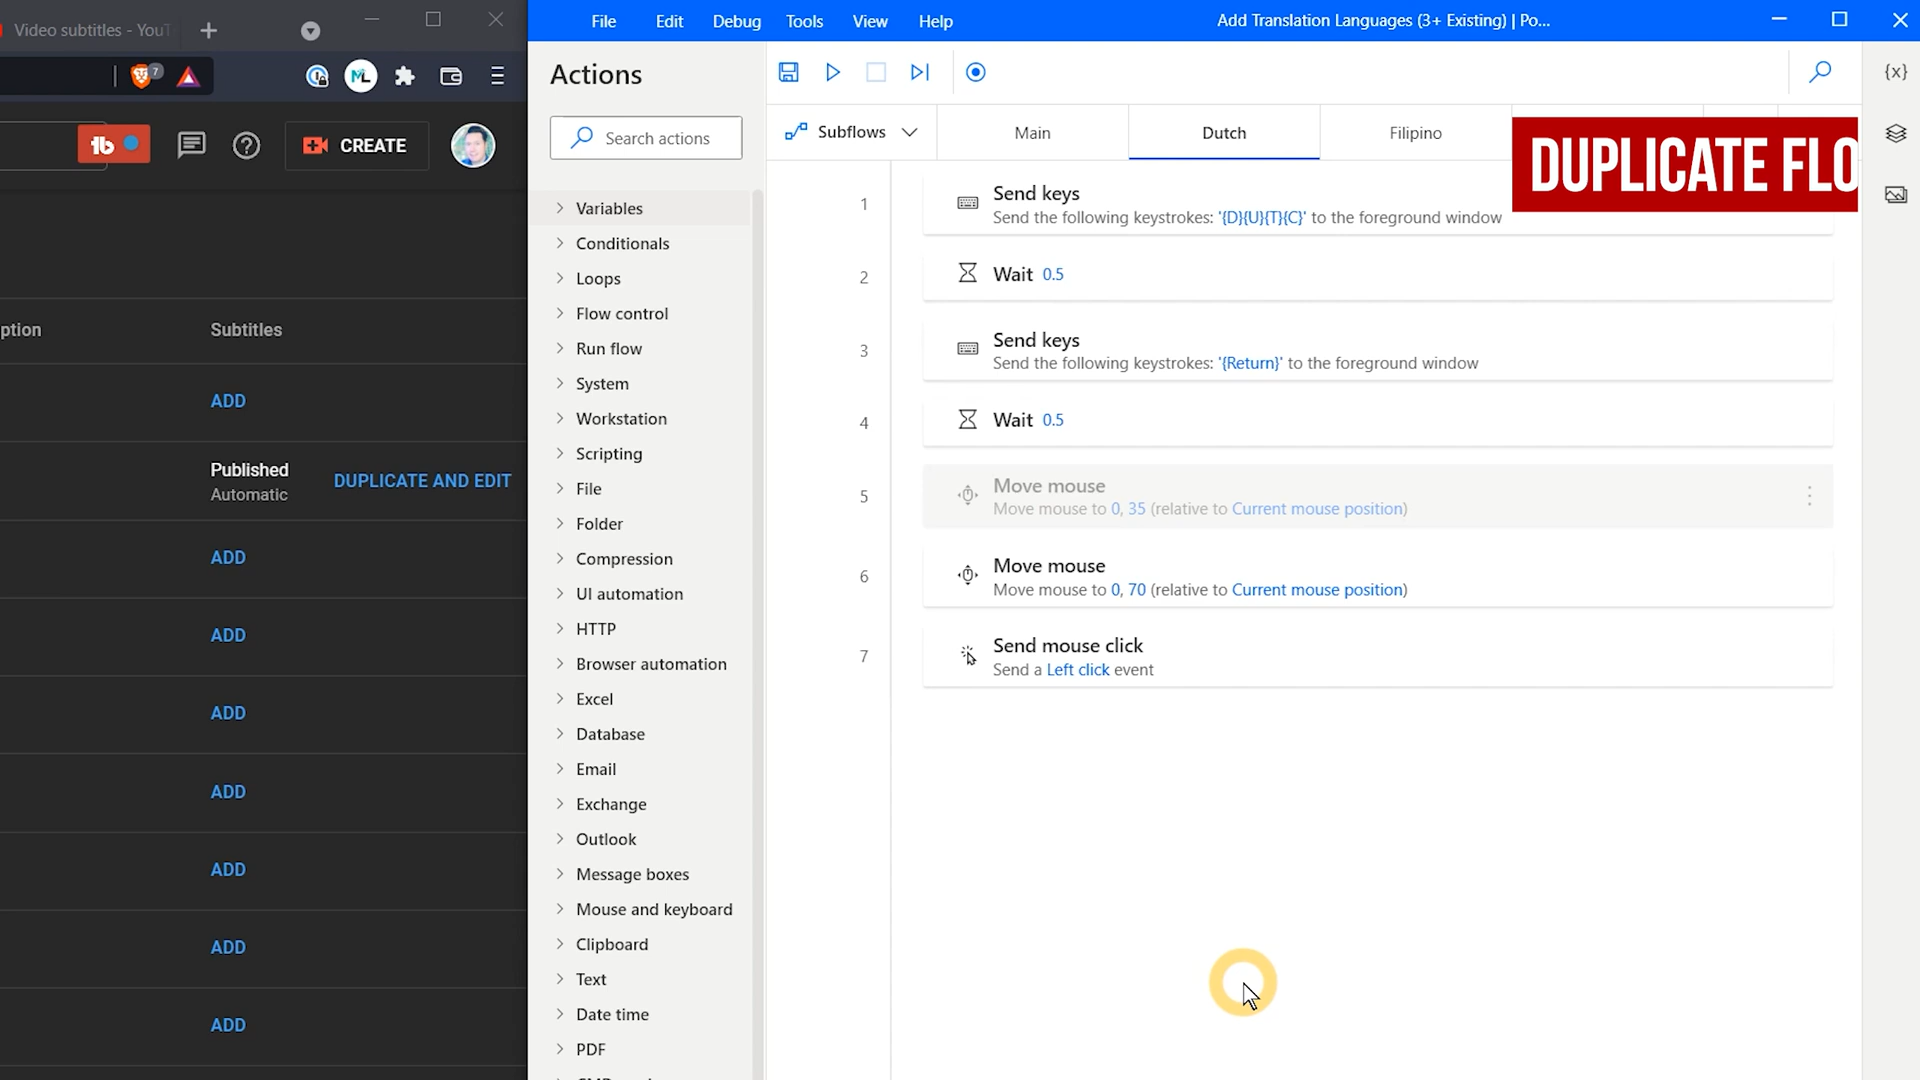 Video subtitles - YouT
7
ML
File
Edit
Debug
Tools
View
Help
Add Translation Languages (3+ Existing) | Po...
Actions
{x}
Search actions
tb
CREATE
Subflows
Main
Dutch
Filipino
DUPLICATE FLO
ption
Subtitles
ADD
Published
Automatic
DUPLICATE AND EDIT
ADD
ADD
ADD
ADD
ADD
ADD
ADD
Variables
Conditionals
Loops
Flow control
Run flow
System
Workstation
Scripting
File
Folder
Compression
UI automation
HTTP
Browser automation
Excel
Database
Email
Exchange
Outlook
Message boxes
Mouse and keyboard
Clipboard
Text
Date time
PDF
1
Send keys
Send the following keystrokes: '{D}{U}{T}{C}' to the foreground window
2
Wait 0.5
3
Send keys
Send the following keystrokes: '{Return}' to the foreground window
4
Wait 0.5
5
Move mouse
Move mouse to 0, 35 (relative to Current mouse position)
6
Move mouse
Move mouse to 0, 70 (relative to Current mouse position)
7
Send mouse click
Send a Left click event